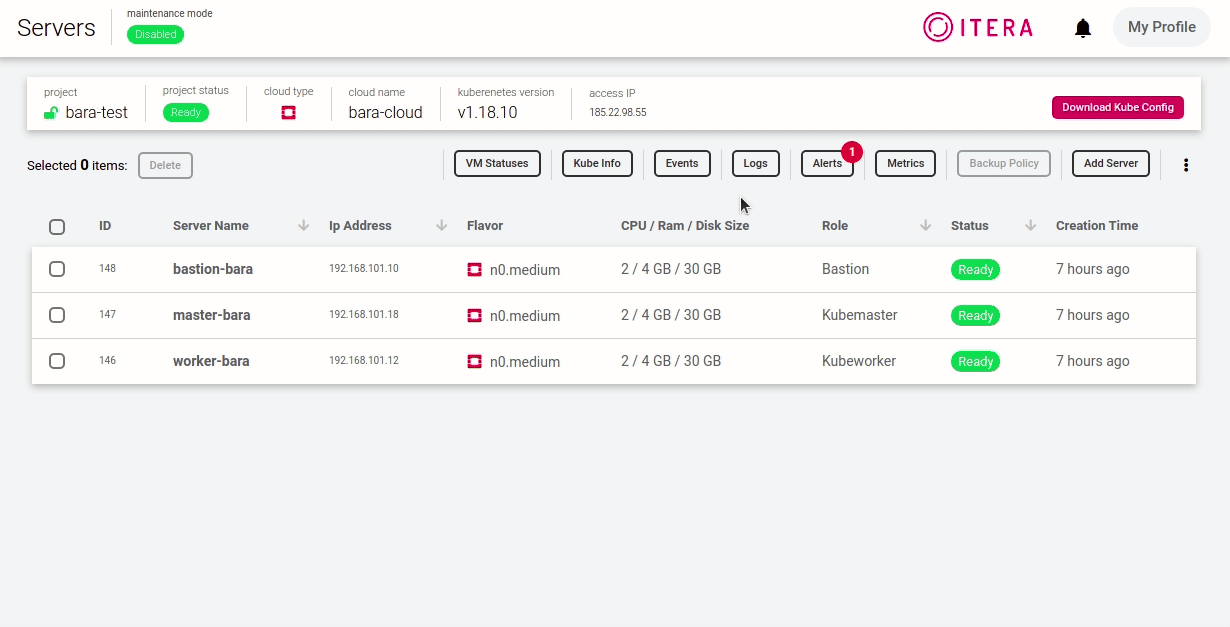 Servers
maintenance mode
Disabled
ITERA
My Profile
project
bara-test
project status
Ready
cloud type
cloud name
bara-cloud
kuberenetes version
v1.18.10
access IP
185.22.98.55
Download Kube Config
Selected 0 items:
Delete
VM Statuses
Kube Info
Events
Logs
Alerts
1
Metrics
Backup Policy
Add Server
ID Server Name Ip Address Flavor CPU / Ram / Disk Size Role Status Creation Time
148 bastion-bara 192.168.101.10 n0.medium 2 / 4 GB / 30 GB Bastion Ready 7 hours ago
147 master-bara 192.168.101.18 n0.medium 2 / 4 GB / 30 GB Kubemaster Ready 7 hours ago
146 worker-bara 192.168.101.12 n0.medium 2 / 4 GB / 30 GB Kubeworker Ready 7 hours ago